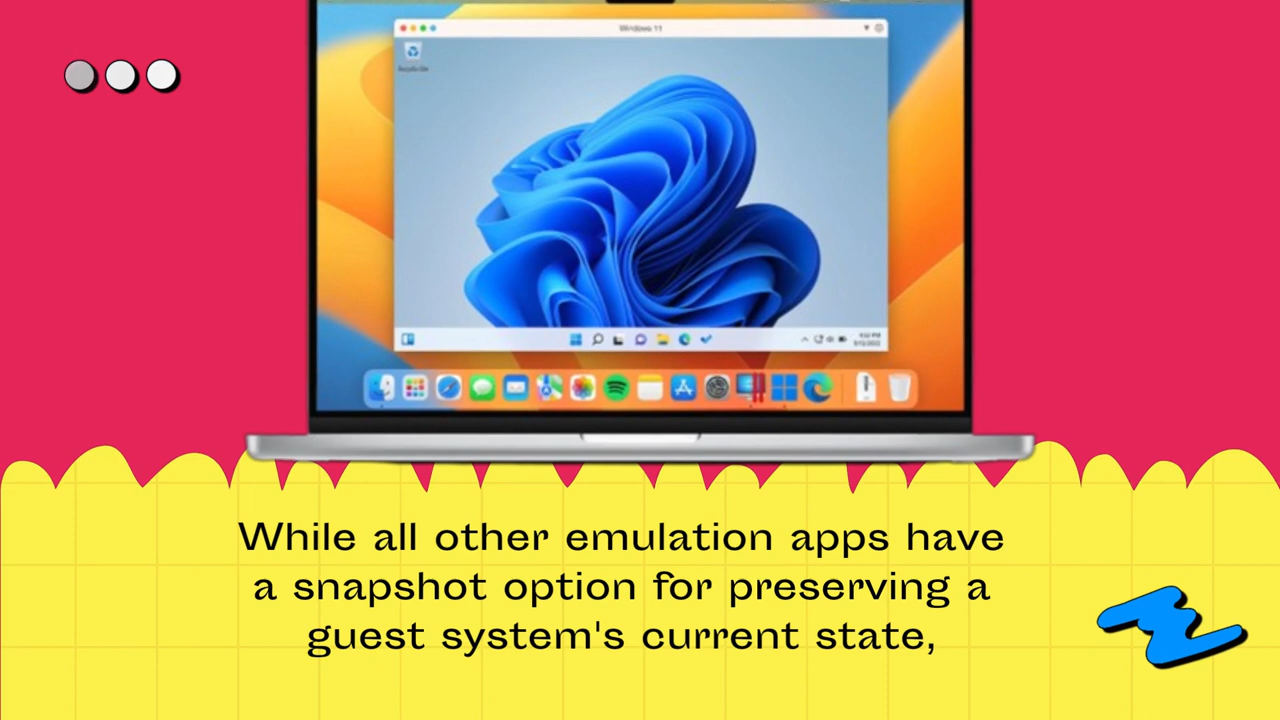 Windows 11
While all other emulation apps have
a snapshot option for preserving a
guest system's current state,